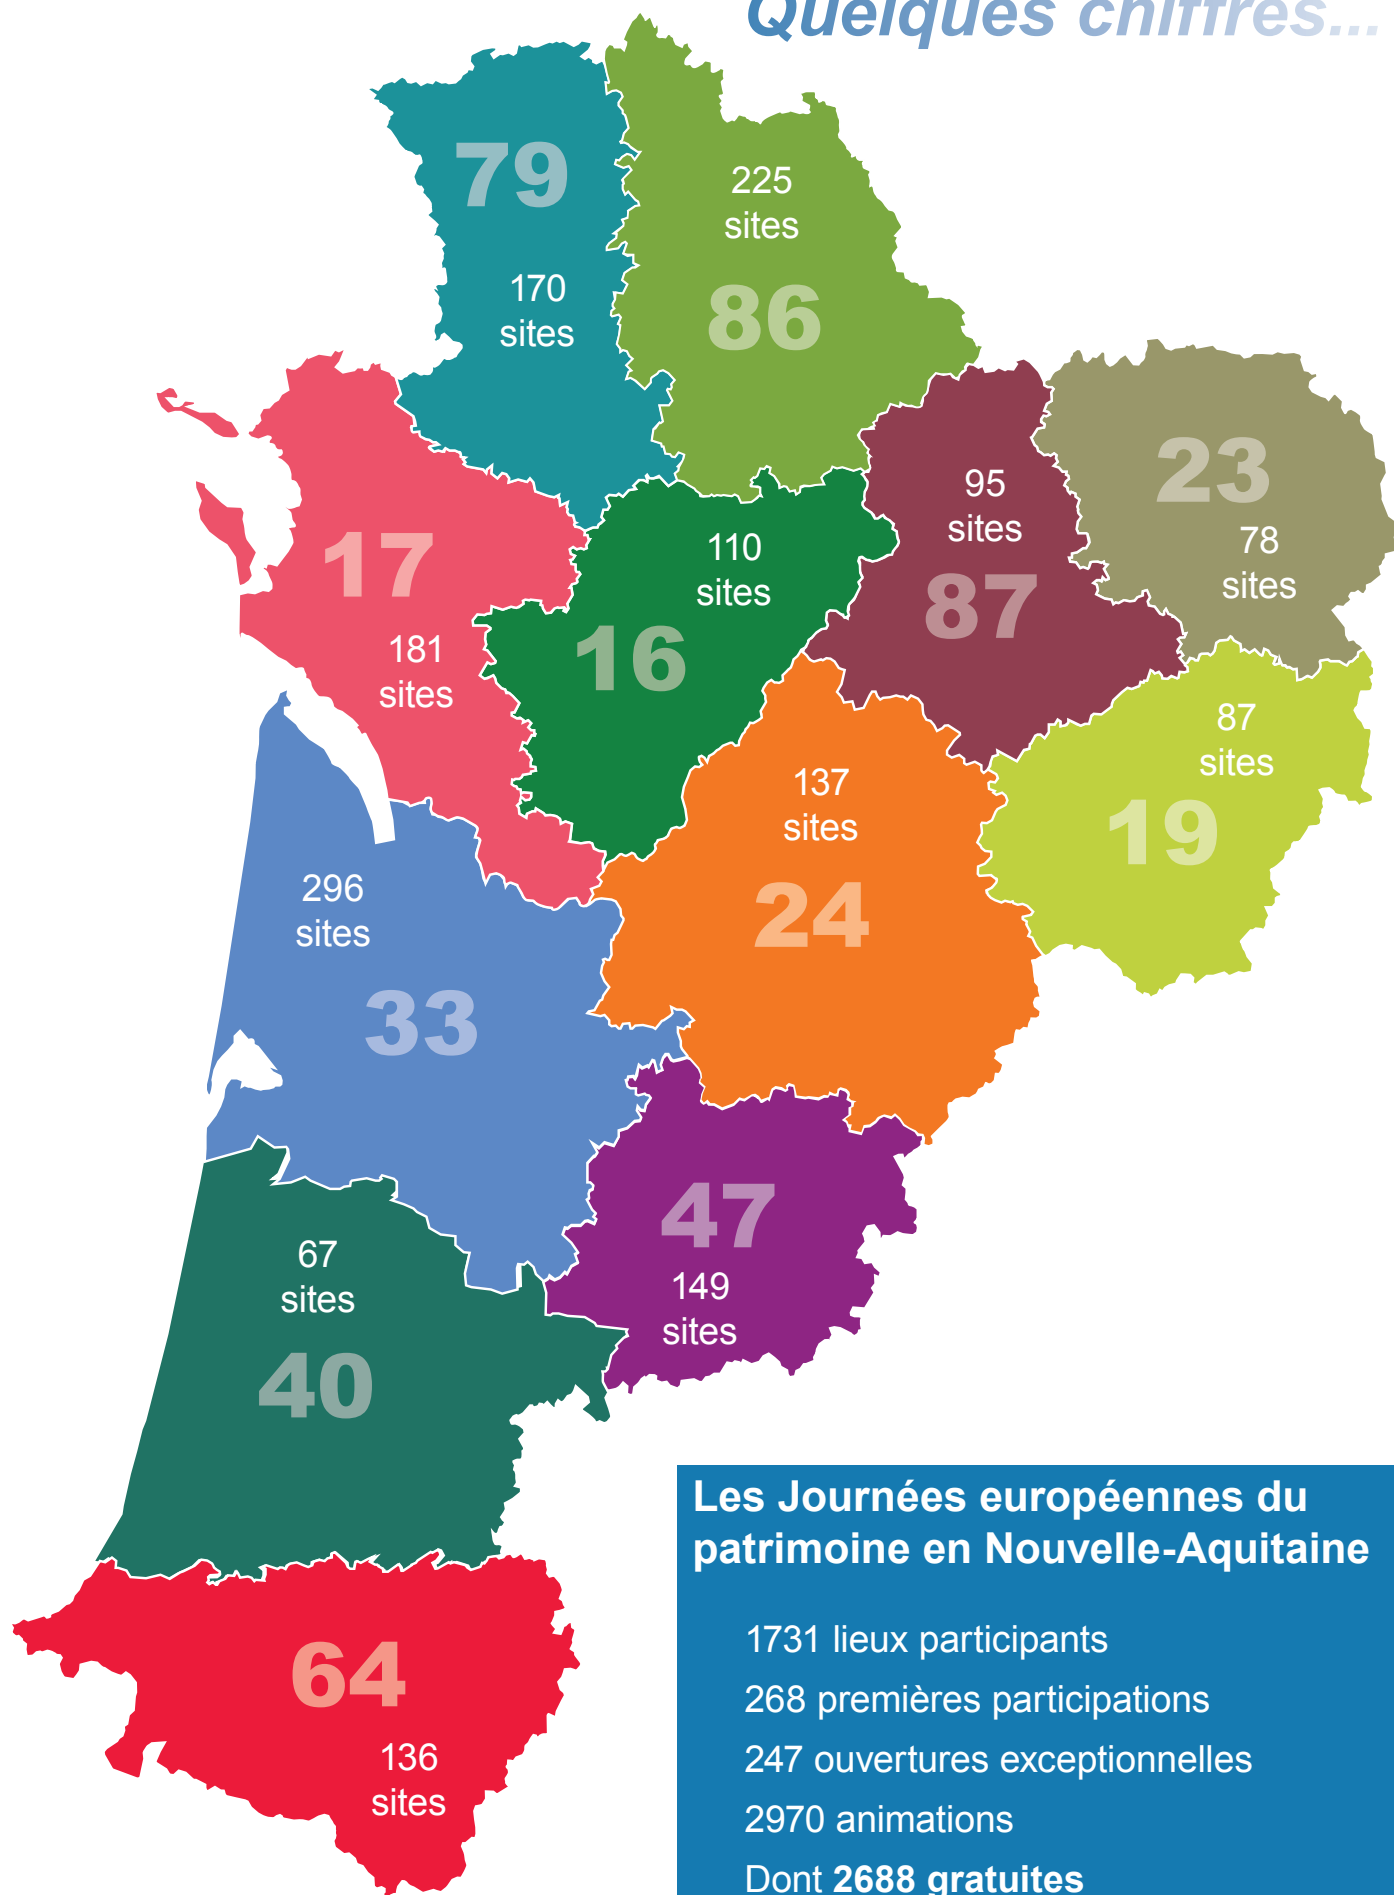 Quelques chiffres...
79
170
sites
225
sites
86
17
181
sites
110
sites
16
95
sites
87
23
78
sites
87
sites
19
137
sites
24
296
sites
33
47
149
sites
67
sites
40
64
136
sites
Les Journées européennes du
patrimoine en Nouvelle-Aquitaine
1731 lieux participants
268 premières participations
247 ouvertures exceptionnelles
2970 animations
Dont 2688 gratuites